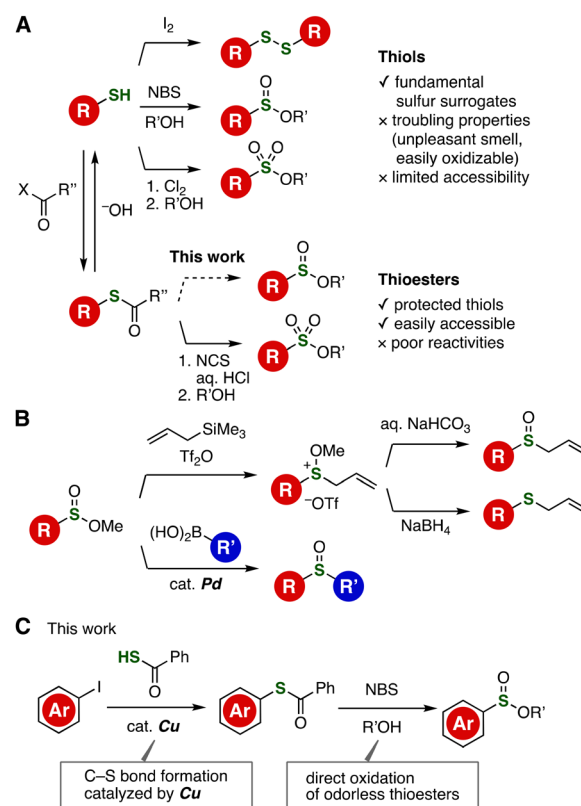 A
I₂
R
S
S
R
R
SH
NBS
R'OH
O
R
S
OR'
O O
R
S
OR'
1. Cl₂
2. R'OH
Thiols
✓ fundamental
sulfur surrogates
× troubling properties
(unpleasant smell,
easily oxidizable)
× limited accessibility
X
R''
O
⁻OH
This work
R
S
R''
O
O
R
S
OR'
O O
R
S
OR'
1. NCS
aq. HCl
2. R'OH
Thioesters
✓ protected thiols
✓ easily accessible
× poor reactivities
B
SiMe₃
Tf₂O
O
R
S
OMe
(HO)₂B
R'
cat. Pd
OMe
R
S
+
⁻OTf
O
R
S
R'
aq. NaHCO₃
NaBH₄
O
R
S
R
S
C This work
Ar
I
HS
Ph
O
cat. Cu
Ar
S
Ph
O
NBS
R'OH
Ar
O
S
OR'
C–S bond formation
catalyzed by Cu
direct oxidation
of odorless thioesters